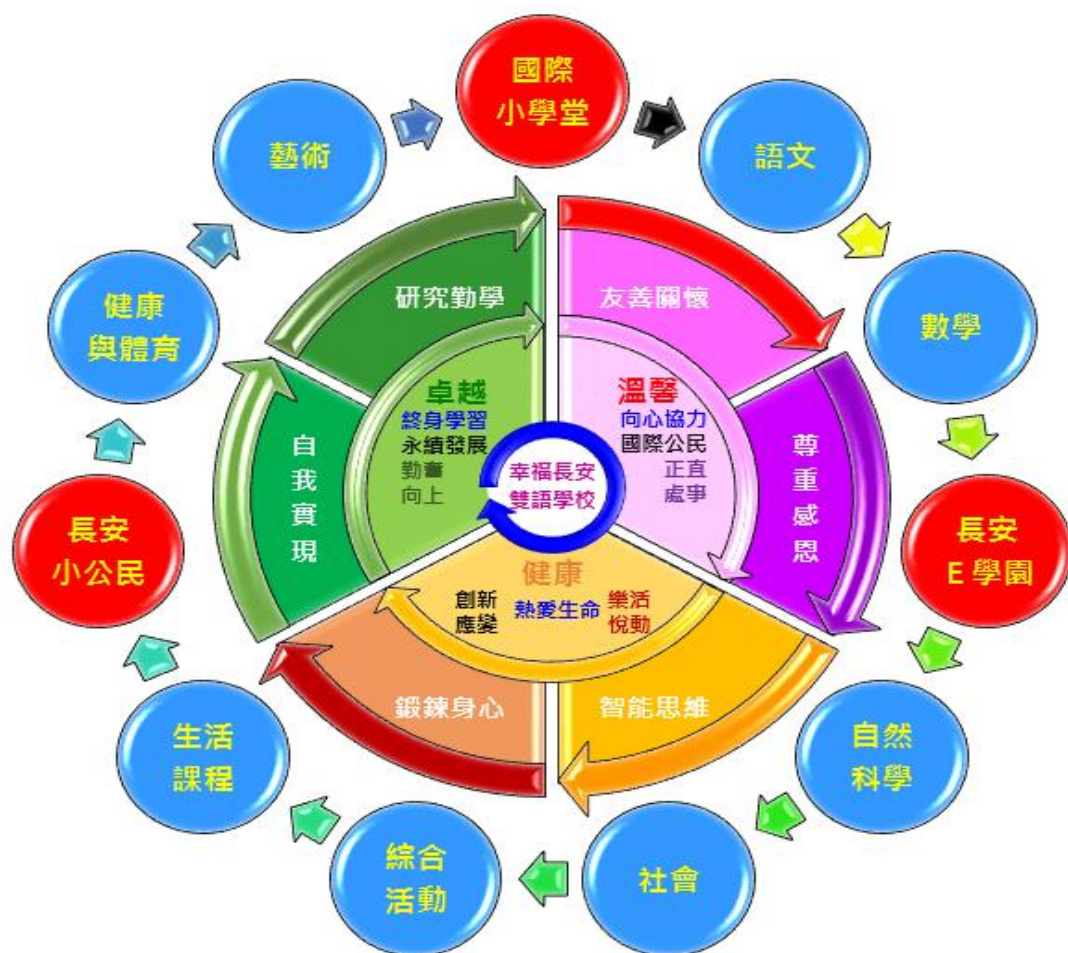 國際
小學堂
語文
數學
長安
E 學園
自然
科學
社會
綜合
活動
生活
課程
長安
小公民
健康
與體育
藝術
研究勤學
友善關懷
尊重感恩
智能思維
鍛鍊身心
自我實現
卓越
終身學習
永續發展
勤奮
向上
溫馨
向心協力
國際公民
正直
處事
幸福長安
雙語學校
健康
創新
應變
熱愛生命
樂活
悅動